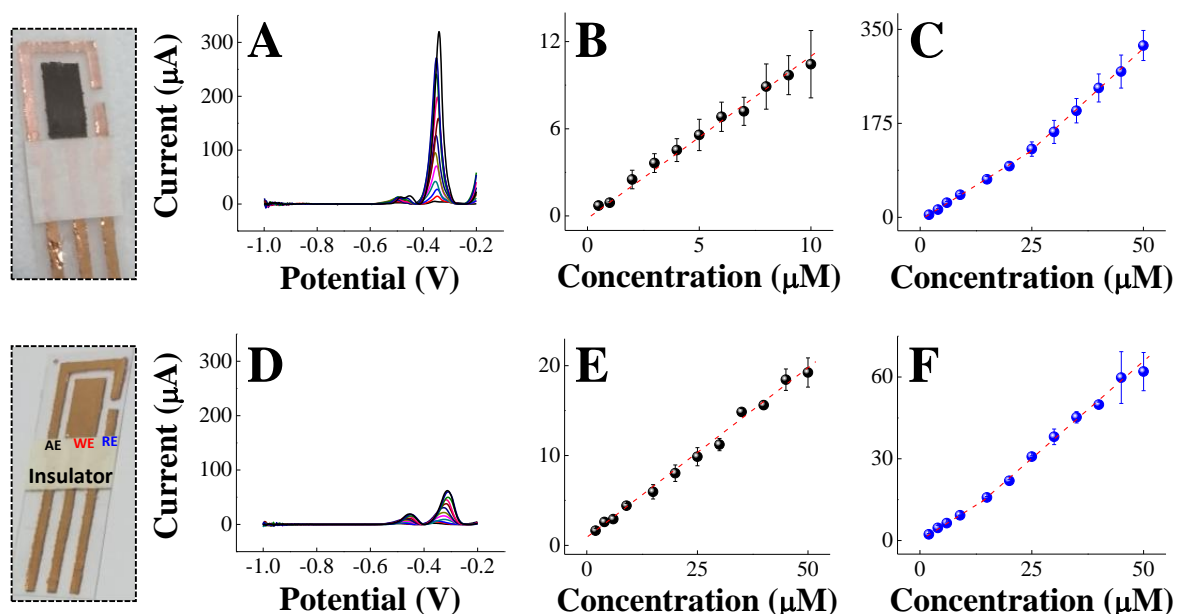 A
Current (μA)
300
200
100
0
-1.0 -0.8 -0.6 -0.4 -0.2
Potential (V)
B
12
6
0
0 5 10
Concentration (μM)
C
350
175
0
0 25 50
Concentration (μM)
AE WE RE
Insulator
D
Current (μA)
300
200
100
0
-1.0 -0.8 -0.6 -0.4 -0.2
Potential (V)
E
20
10
0
0 25 50
Concentration (μM)
F
60
30
0
0 25 50
Concentration (μM)